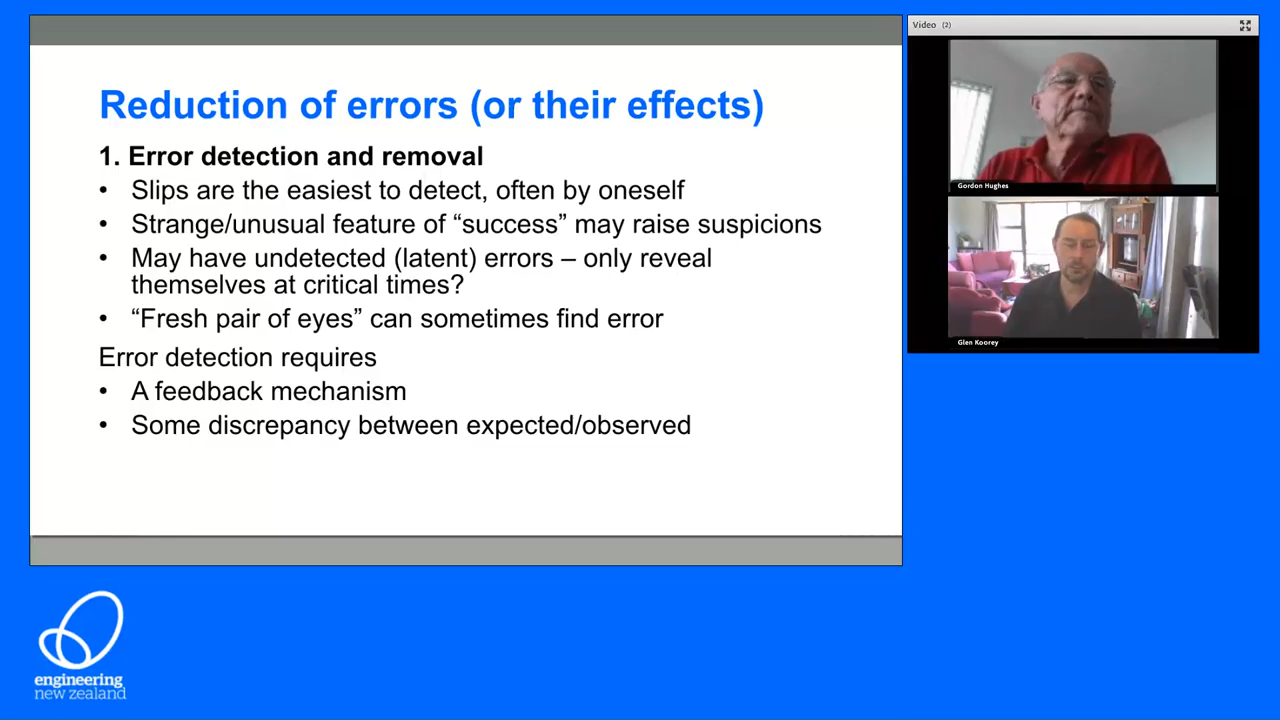 Reduction of errors (or their effects)
1. Error detection and removal
• Slips are the easiest to detect, often by oneself
• Strange/unusual feature of “success” may raise suspicions
• May have undetected (latent) errors – only reveal
themselves at critical times?
• “Fresh pair of eyes” can sometimes find error
Error detection requires
• A feedback mechanism
• Some discrepancy between expected/observed
Video (2)
Gordon Hughes
Glen Koorey
engineering
new zealand